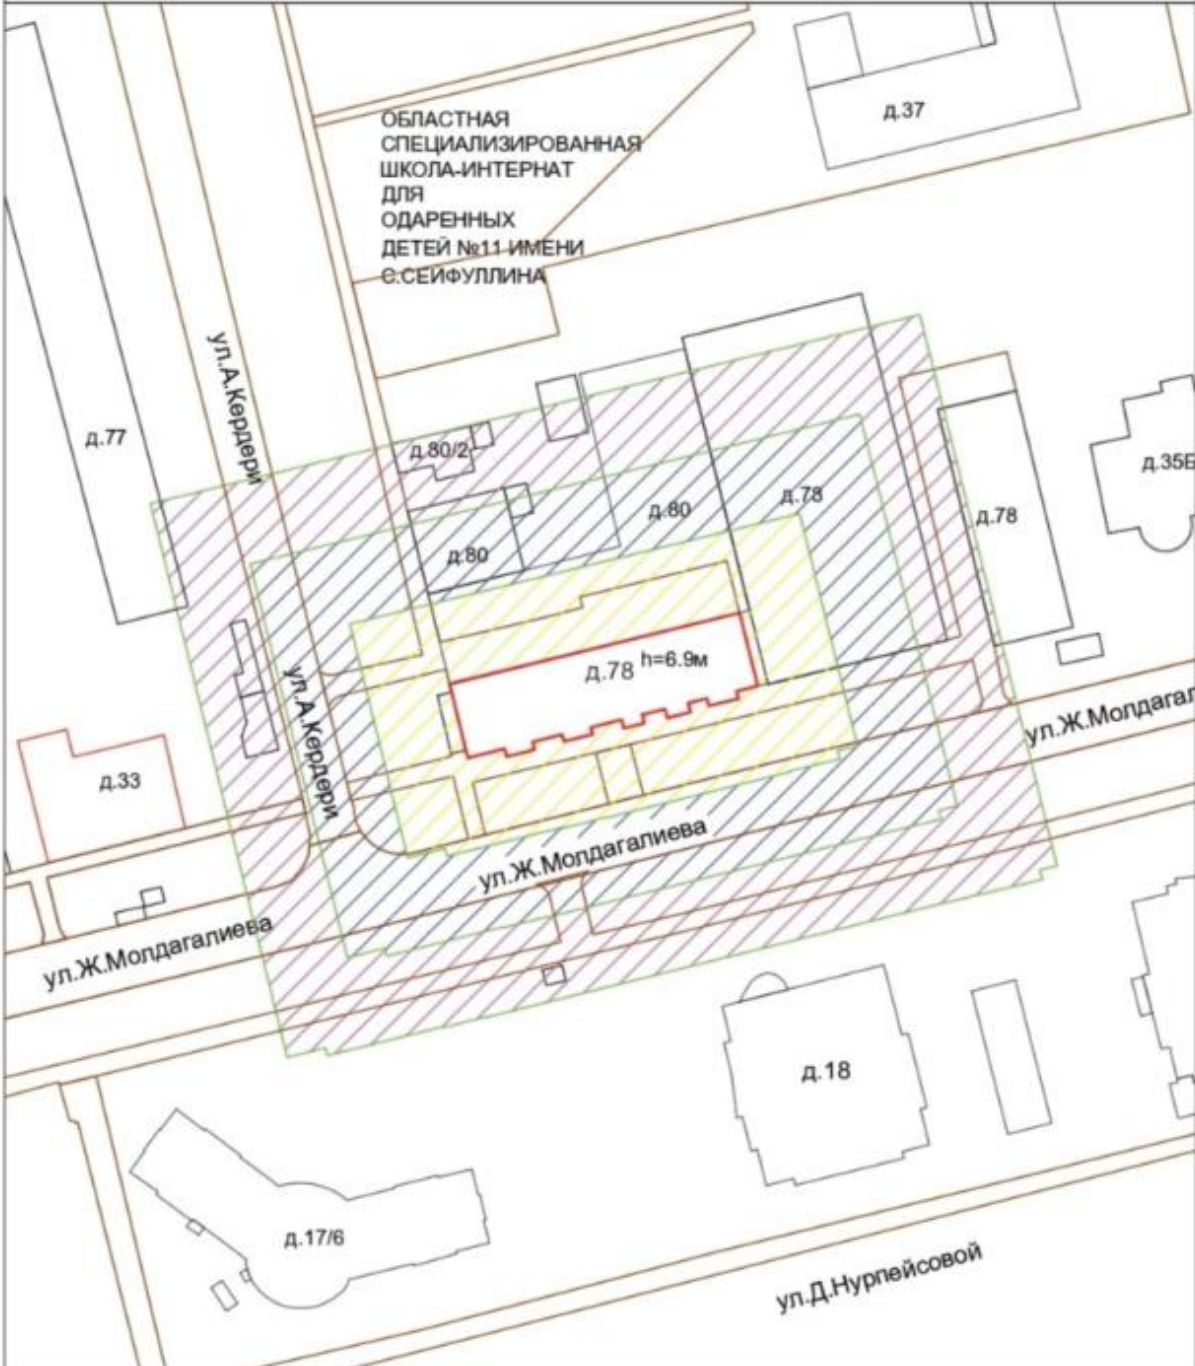 ОБЛАСТНАЯ
СПЕЦИАЛИЗИРОВАННАЯ
ШКОЛА-ИНТЕРНАТ
ДЛЯ
ОДАРЕННЫХ
ДЕТЕЙ №11 ИМЕНИ
С.СЕЙФУЛЛИНА
д.37
ул.А.Кердери
д.77
д.80/2
д.35Б
д.78
д.80
д.78
д.80
д.78 h=6.9м
ул.А.Кердери
ул.Ж.Молдагал
д.33
ул.Ж.Молдагалиева
ул.Ж.Молдагалиева
д.18
д.17/6
ул.Д.Нурпейсовой